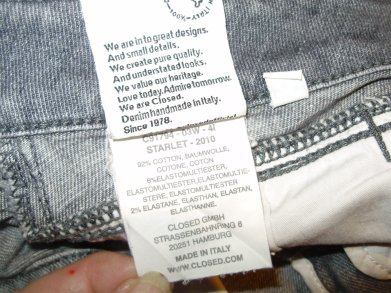 We are into great designs.
And small details.
We create pure quality.
And understated looks.
We value our heritage.
Love today. Admire tomorrow.
We are Closed.
Denim handmade in Italy.
Since 1978.
STARLET - 2010
92% COTTON, BAUMWOLLE,
COTONE, COTON
6% ELASTOMULTIESTER,
ELASTOMULTIESTER, ELASTOMULTIE-
STERE, ELASTOMULTIESTER
2% ELASTANE, ELASTHAN, ELASTAN,
ELASTHANNE.
CLOSED GMBH
STRASSENBAHNRING 6
20251 HAMBURG
MADE IN ITALY
WWW.CLOSED.COM